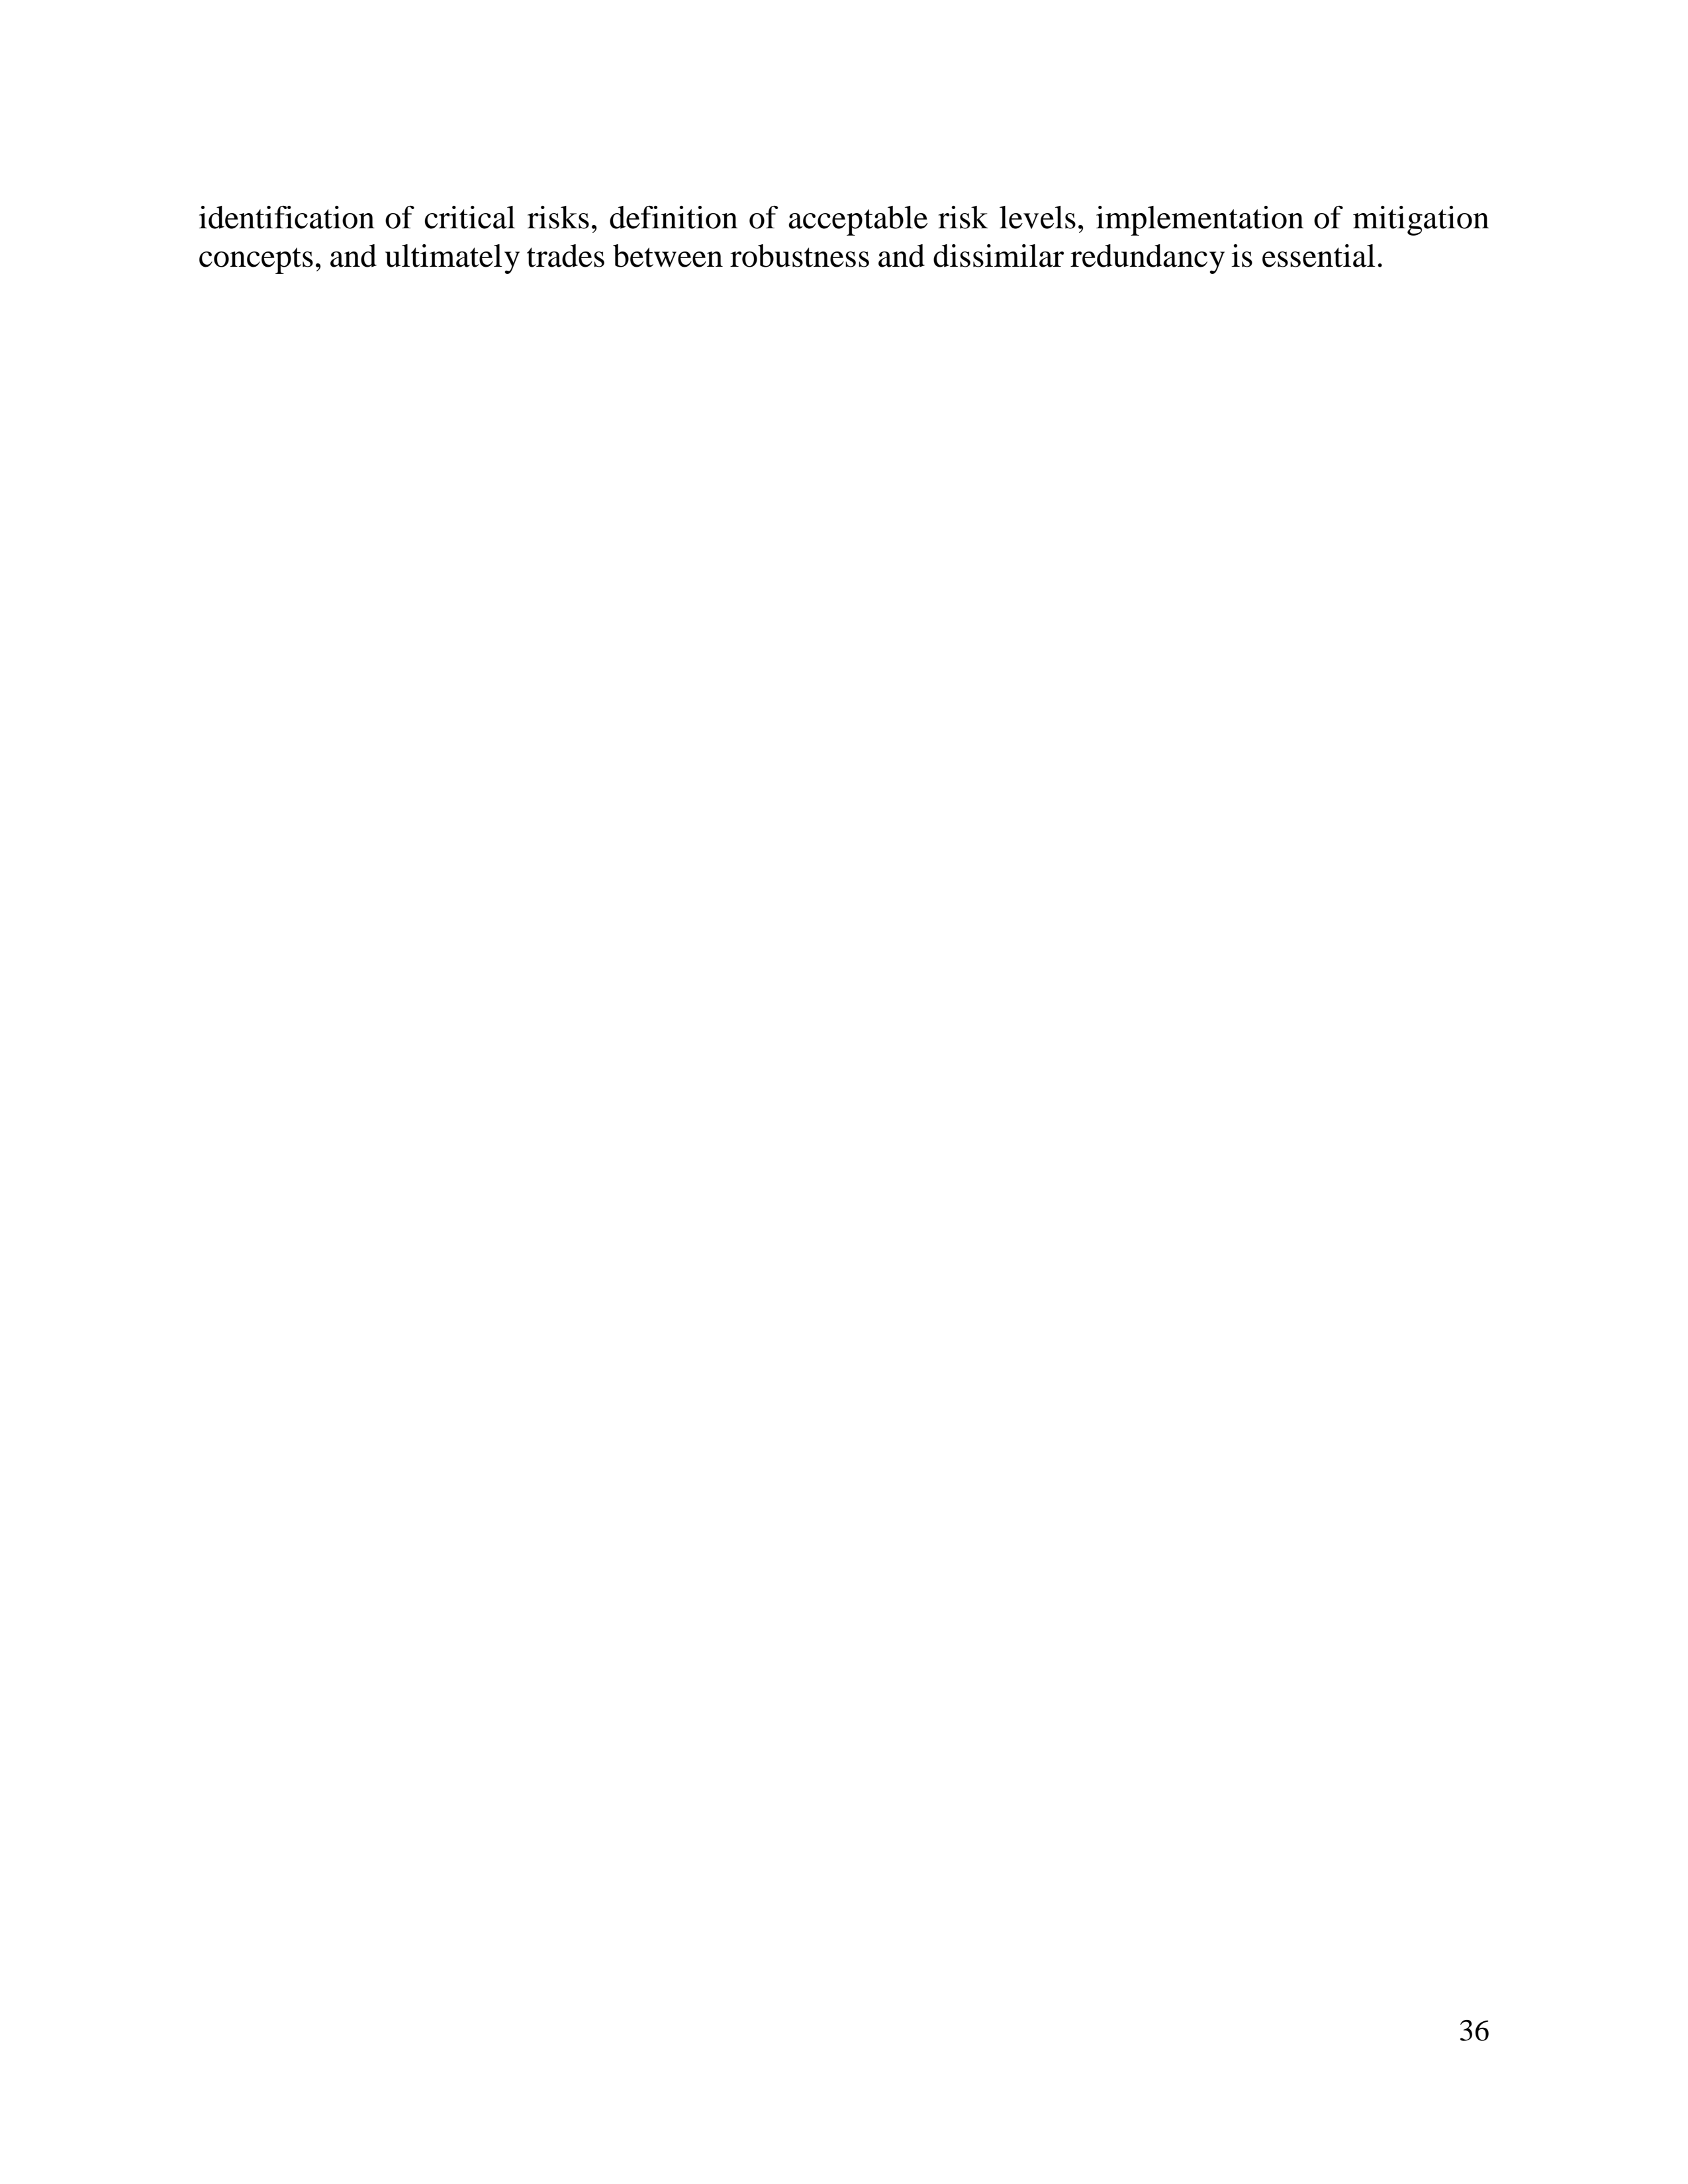 identification of critical risks, definition of acceptable risk levels, implementation of mitigation
concepts, and ultimately trades between robustness and dissimilar redundancy is essential.
36